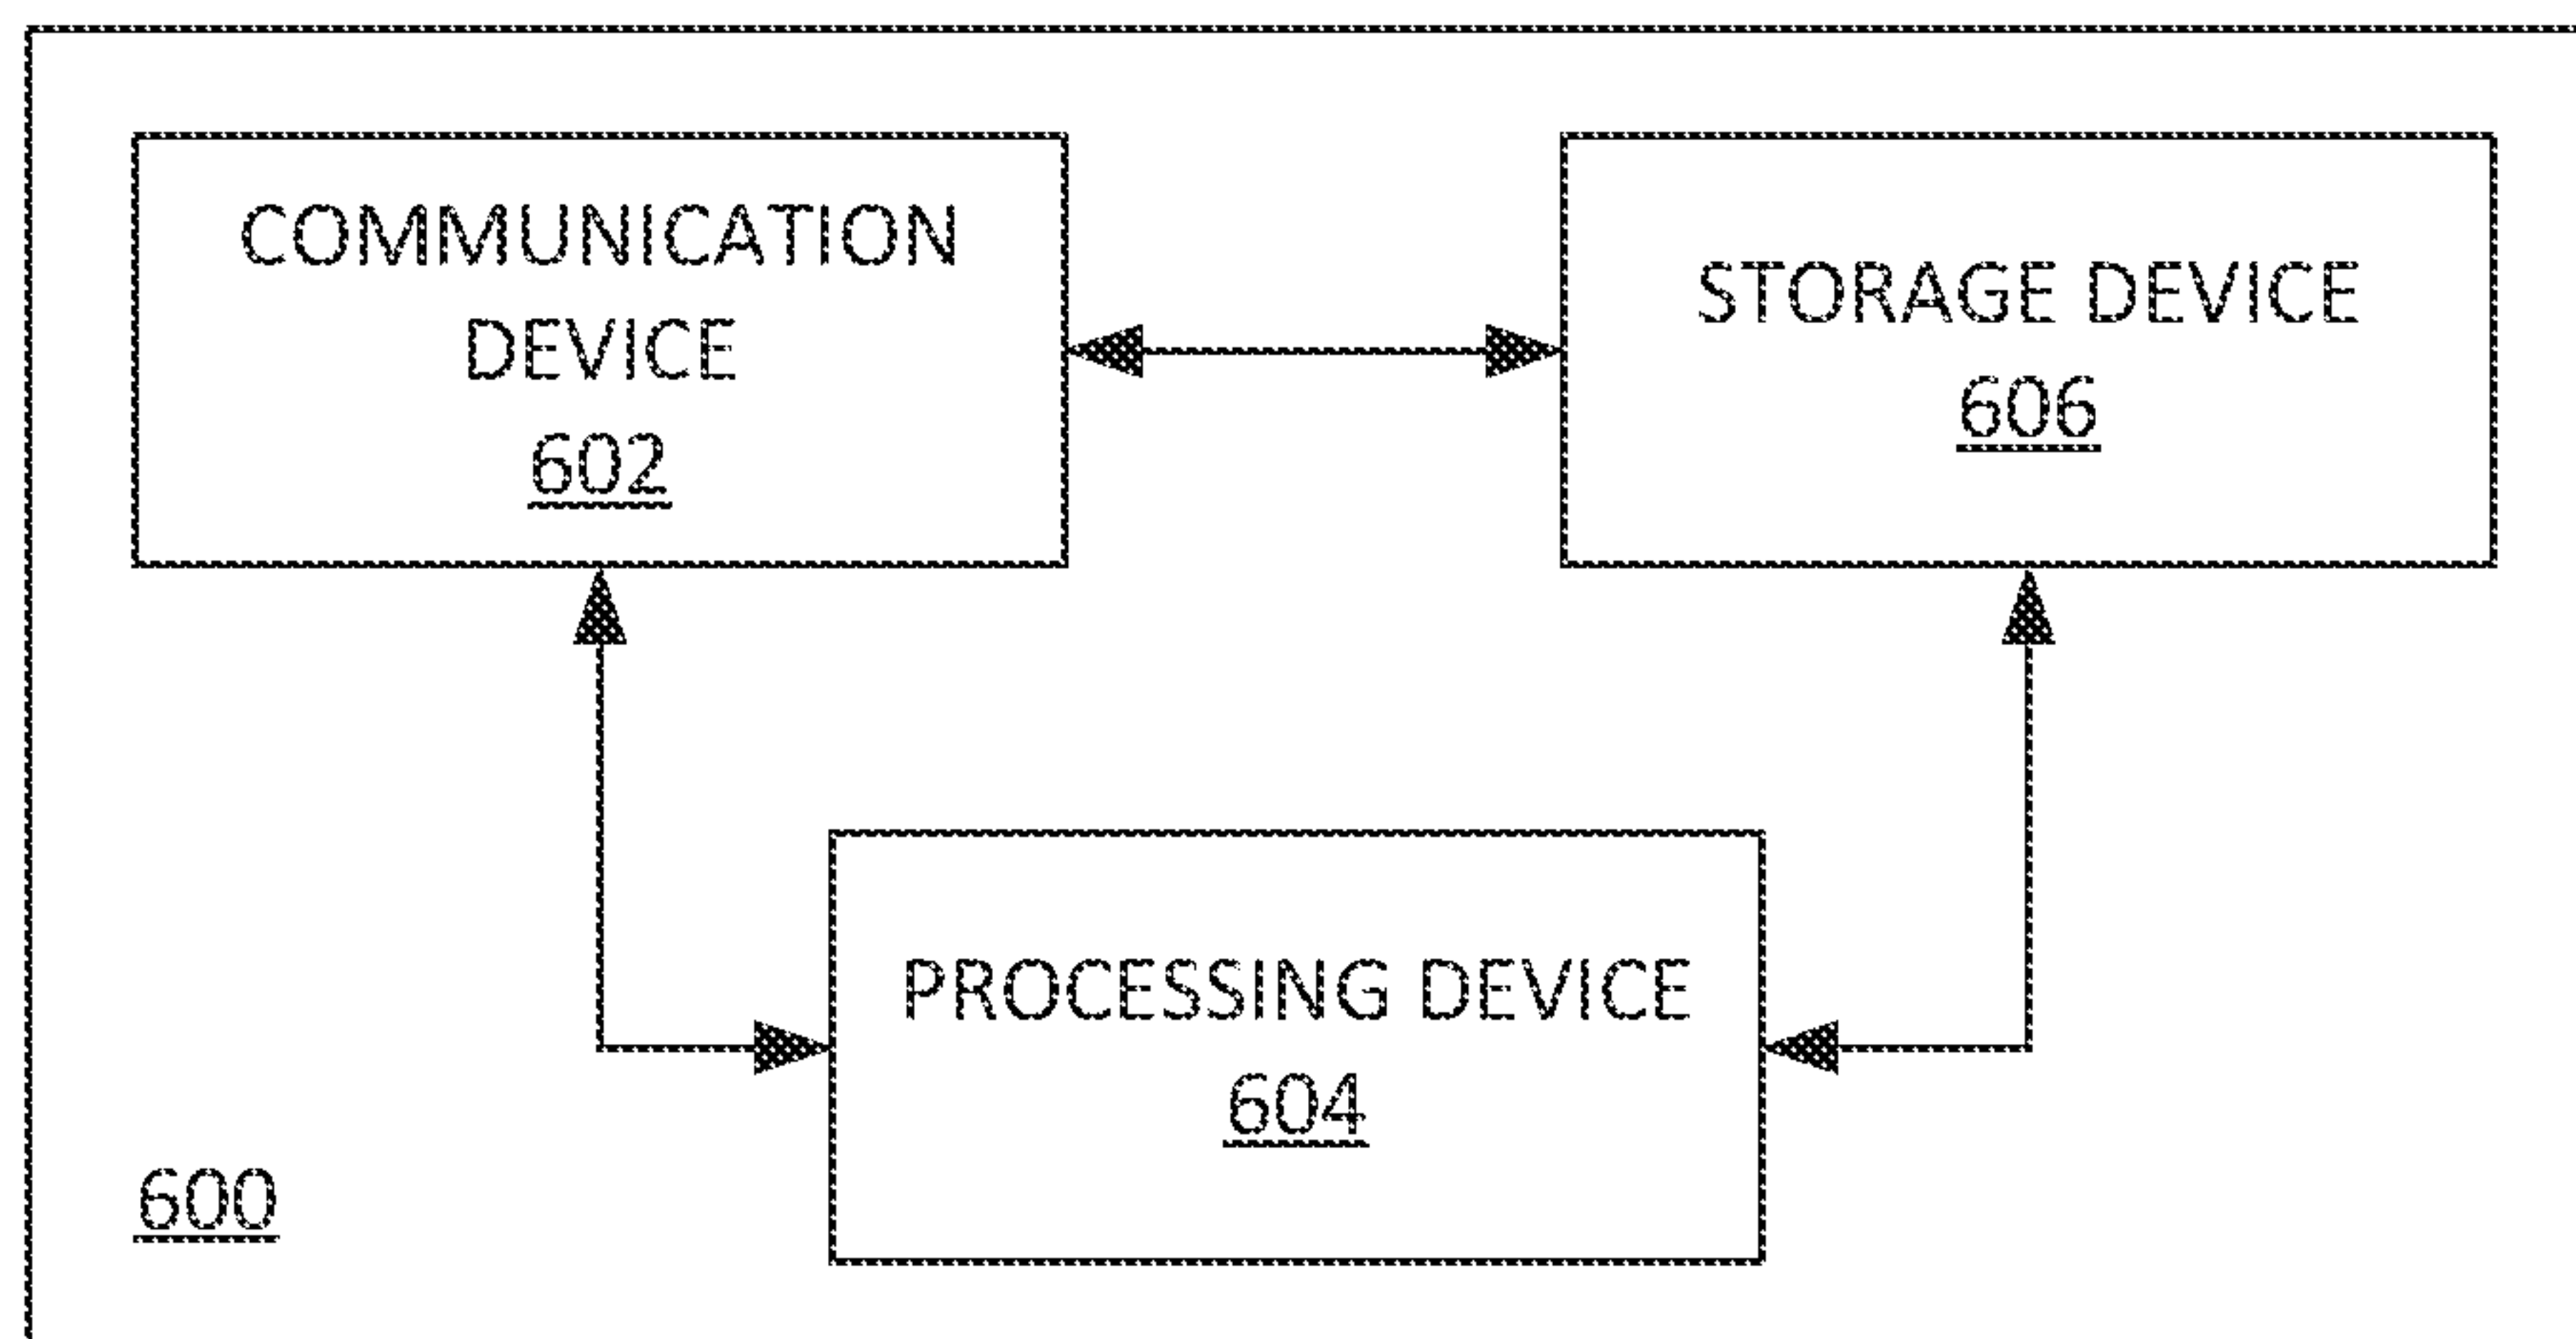 COMMUNICATION
DEVICE
602
STORAGE DEVICE
606
PROCESSING DEVICE
604
600